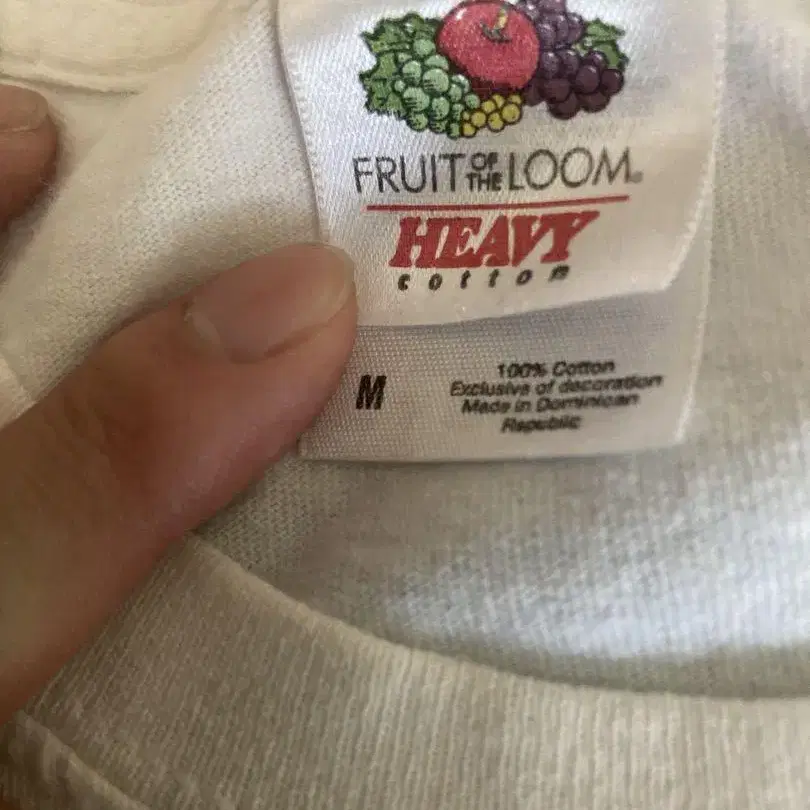 FRUIT OF THE LOOM®
HEAVY
cotton
M
100% Cotton
Exclusive of decoration
Made in Dominican
Republic